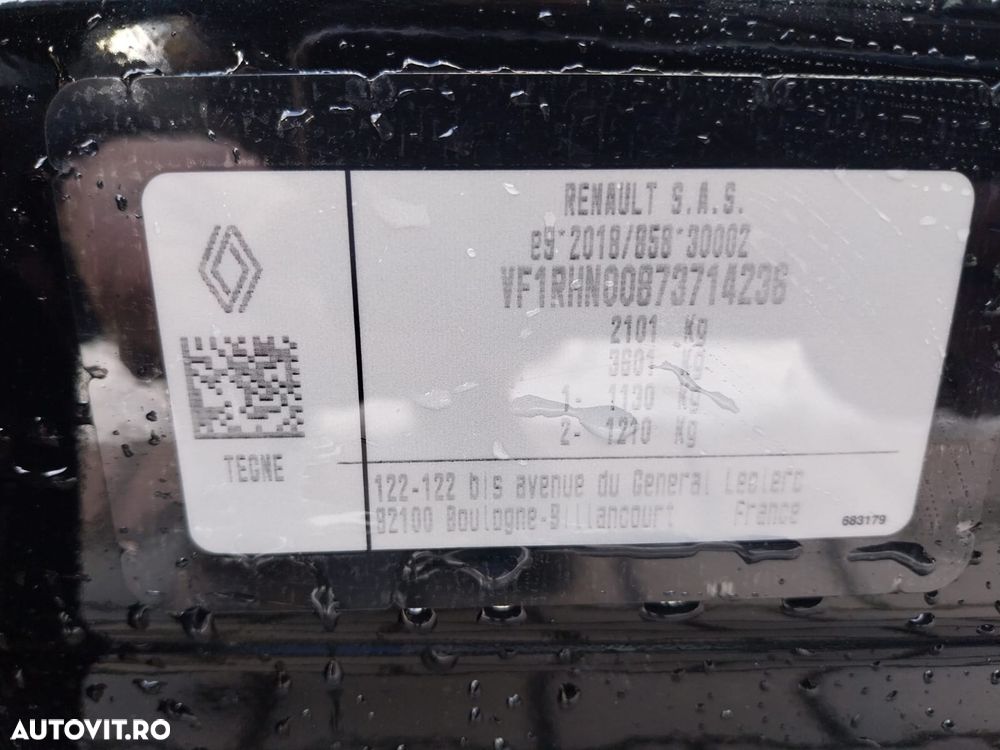 RENAULT S.A.S.
e9*2018/858*30002
VF1RHN00873714236
2101 Kg
3601 Kg
1- 1130 Kg
2- 1210 Kg
TEGNE
122-122 bis avenue du General Leclerc
92100 Boulogne-Billancourt France
683179
AUTOVIT.RO